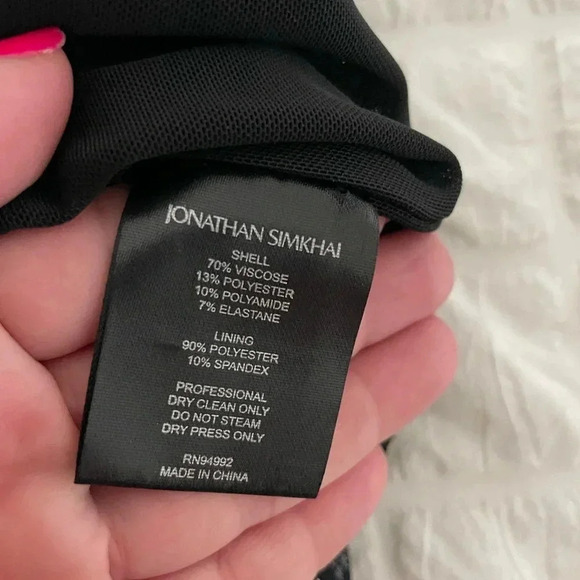 JONATHAN SIMKHAI
SHELL
70% VISCOSE
13% POLYESTER
10% POLYAMIDE
7% ELASTANE
LINING
90% POLYESTER
10% SPANDEX
PROFESSIONAL
DRY CLEAN ONLY
DO NOT STEAM
DRY PRESS ONLY
RN94992
MADE IN CHINA